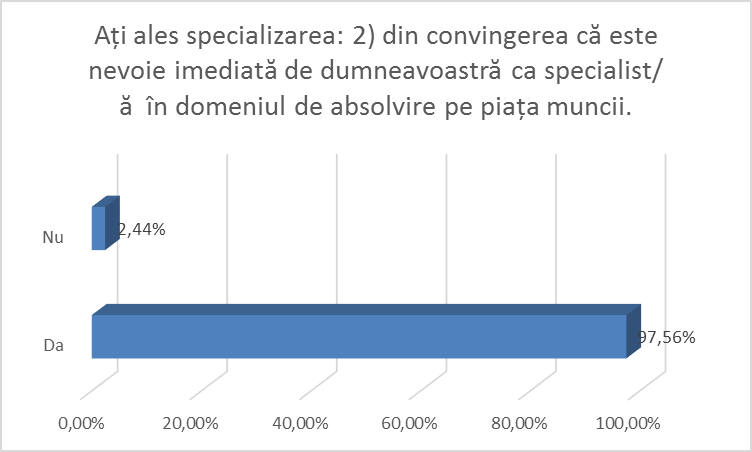 Ați ales specializarea: 2) din convingerea că este
nevoie imediată de dumneavoastră ca specialist/
ă în domeniul de absolvire pe piața muncii.
Nu
2,44%
Da
97,56%
0,00% 20,00% 40,00% 60,00% 80,00% 100,00%